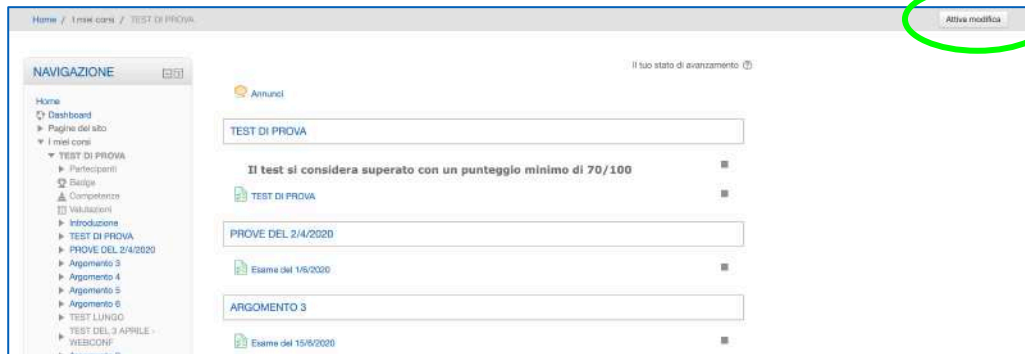 Home / I miei corsi / TEST DI PROVA
Attiva modifica
NAVIGAZIONE
Home
Dashboard
Pagine del sito
I miei corsi
TEST DI PROVA
Partecipanti
Badge
Competenze
Valutazioni
Introduzione
TEST DI PROVA
PROVE DEL 2/4/2020
Argomento 3
Argomento 4
Argomento 5
Argomento 6
TEST LUNGO
TEST DEL 3 APRILE -
WEBCONF
Il tuo stato di avanzamento
Annunci
TEST DI PROVA
Il test si considera superato con un punteggio minimo di 70/100
TEST DI PROVA
PROVE DEL 2/4/2020
Esame del 1/6/2020
ARGOMENTO 3
Esame del 15/6/2020